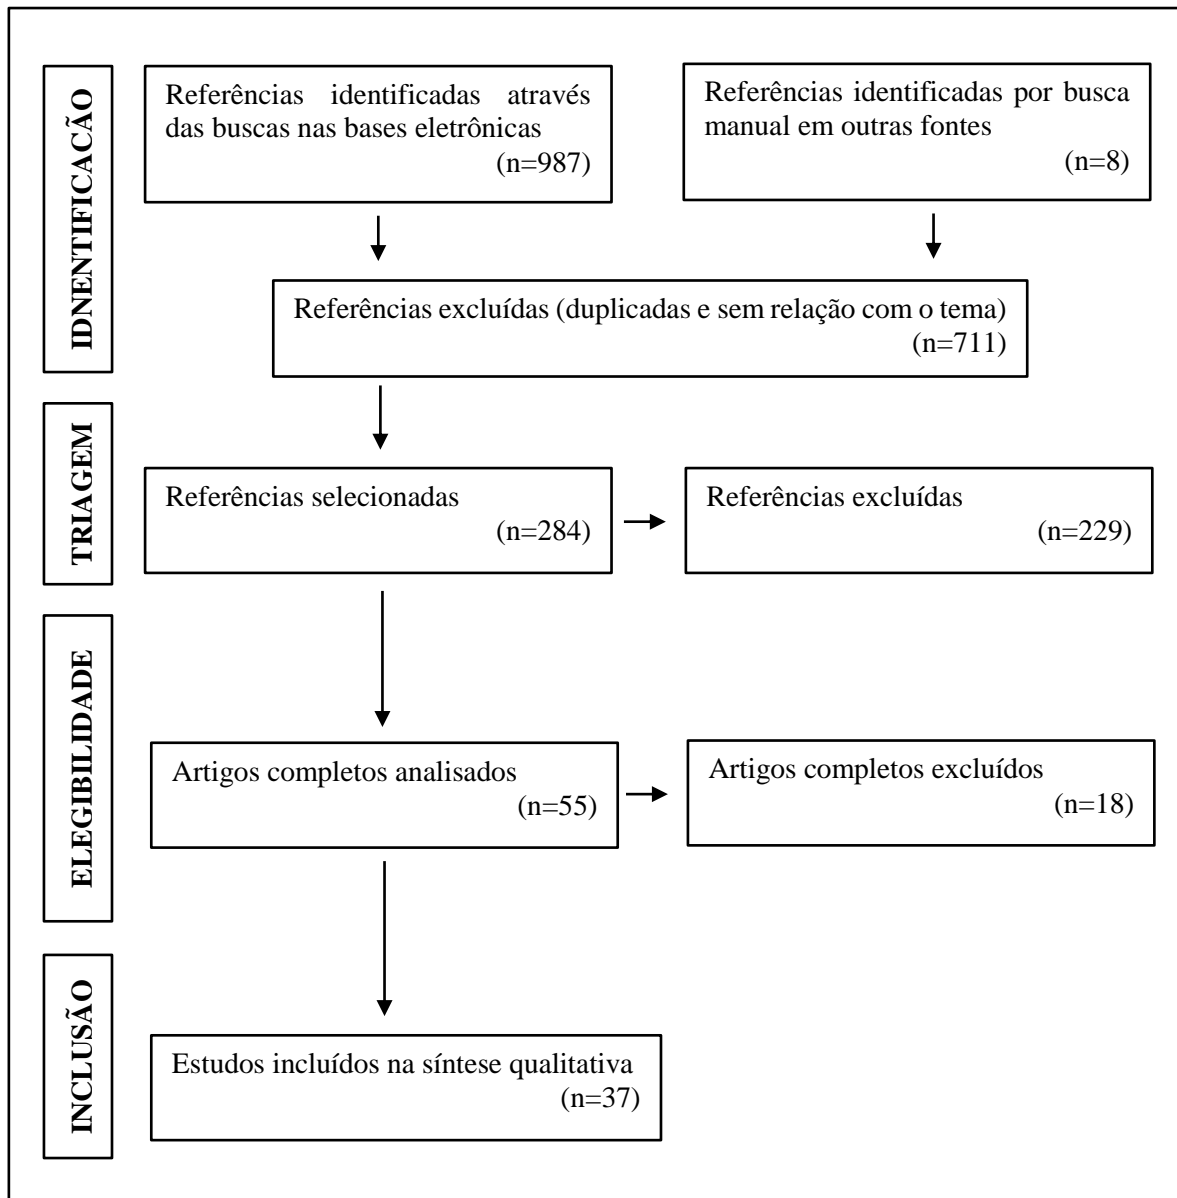 IDNENTIFICAÇÃO
Referências identificadas através
das buscas nas bases eletrônicas
(n=987)
Referências identificadas por busca
manual em outras fontes
(n=8)
Referências excluídas (duplicadas e sem relação com o tema)
(n=711)
TRIAGEM
Referências selecionadas
(n=284)
Referências excluídas
(n=229)
ELEGIBILIDADE
Artigos completos analisados
(n=55)
Artigos completos excluídos
(n=18)
INCLUSÃO
Estudos incluídos na síntese qualitativa
(n=37)